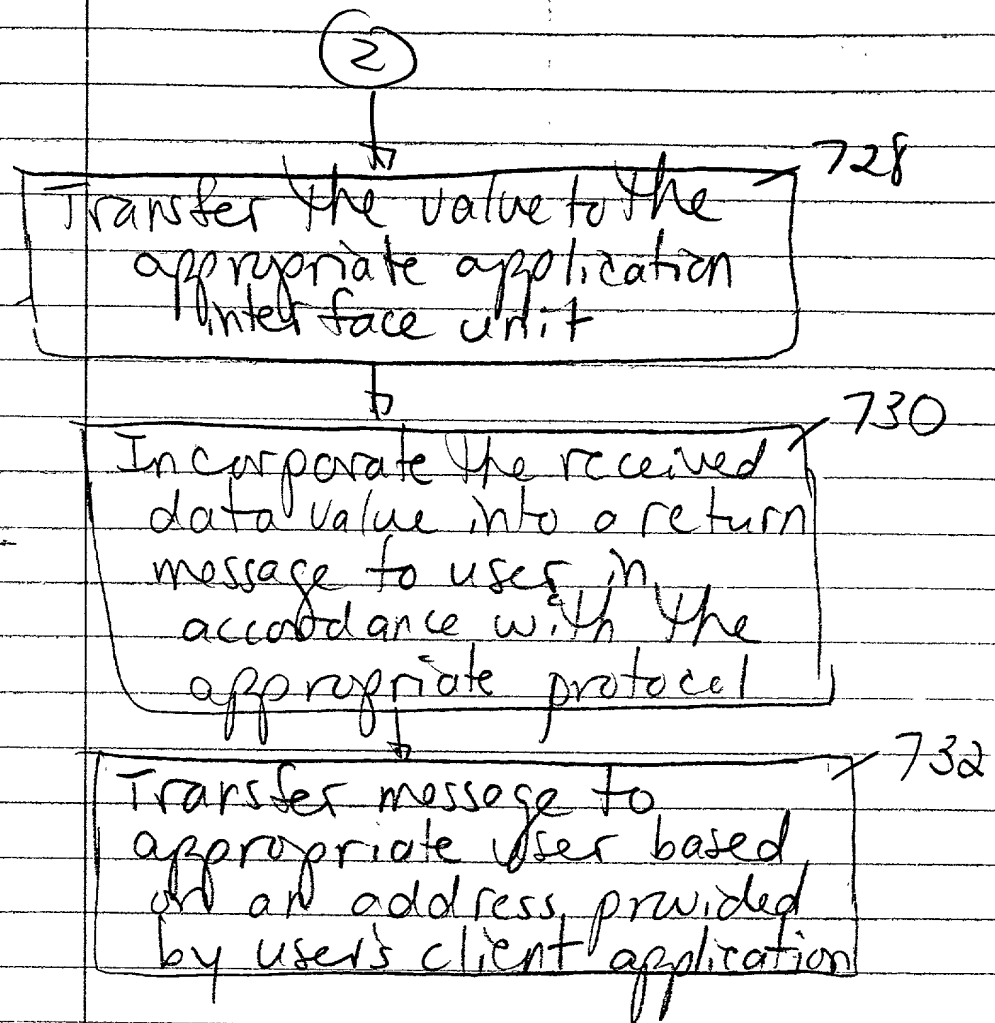 2
728
Transfer the value to the
appropriate application
interface unit
730
Incorporate the received
data value into a return
message to user in
accordance with the
appropriate protocol
732
Transfer message to
appropriate user based
on an address provided
by user's client application